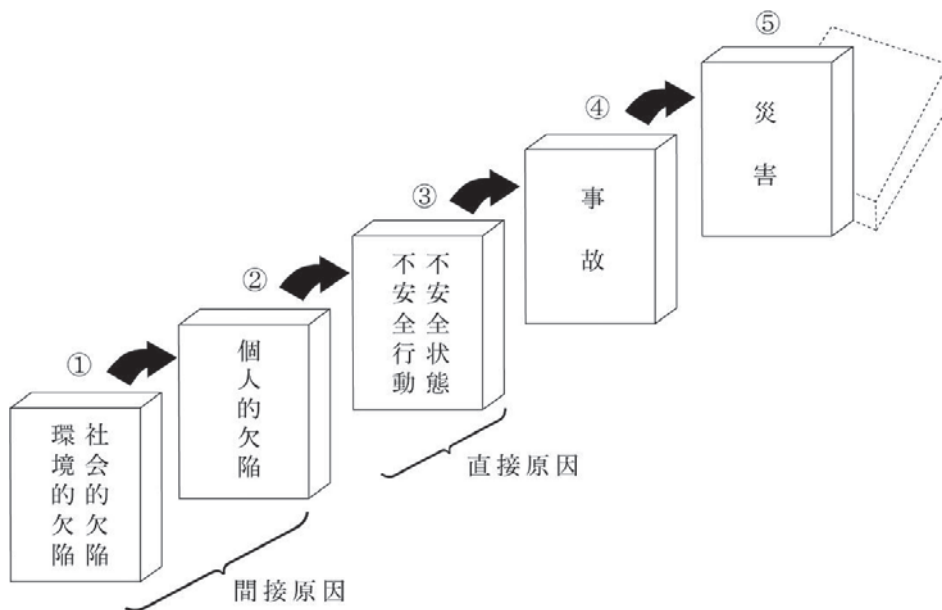 ①
社会的欠陥
環境的欠陥
②
個人的欠陥
間接原因
③
不安全状態
不安全行動
直接原因
④
事故
⑤
災害